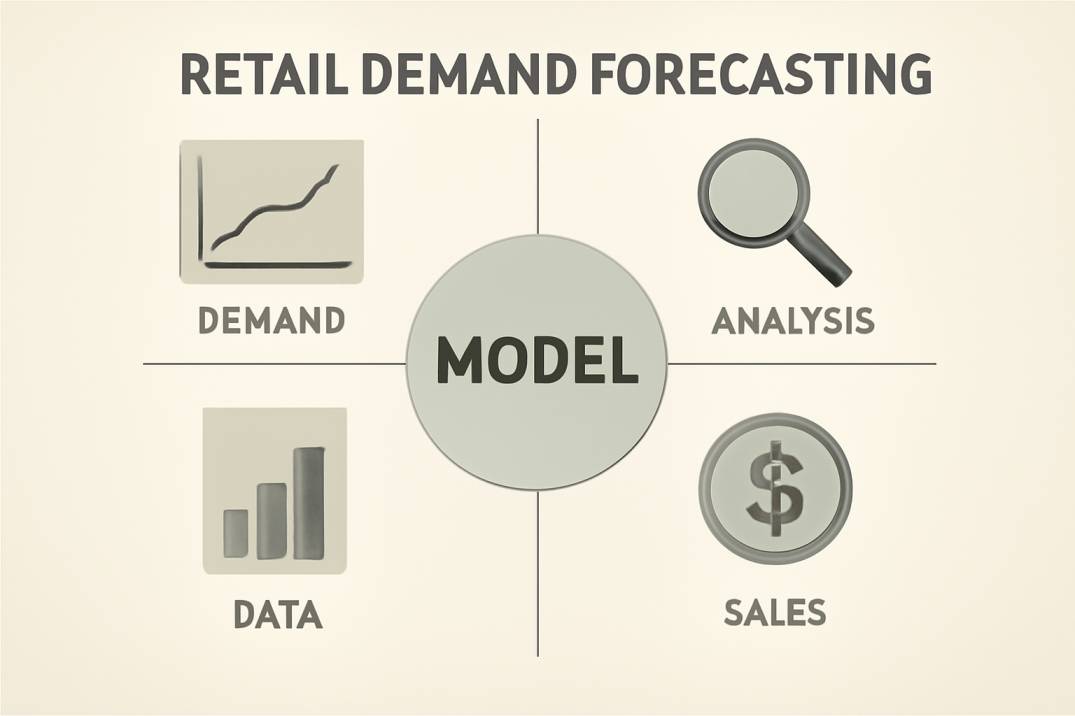 RETAIL DEMAND FORECASTING
DEMAND
ANALYSIS
MODEL
DATA
$
SALES